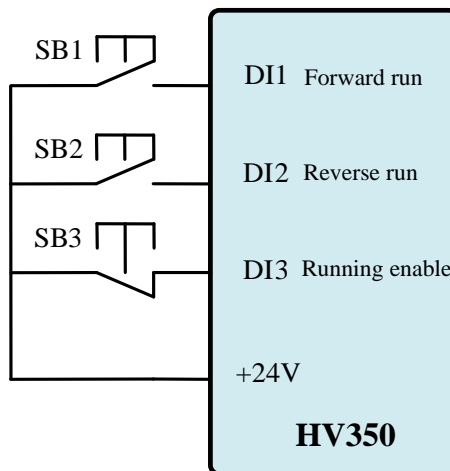 SB1
DI1 Forward run
SB2
DI2 Reverse run
SB3
DI3 Running enable
+24V
HV350